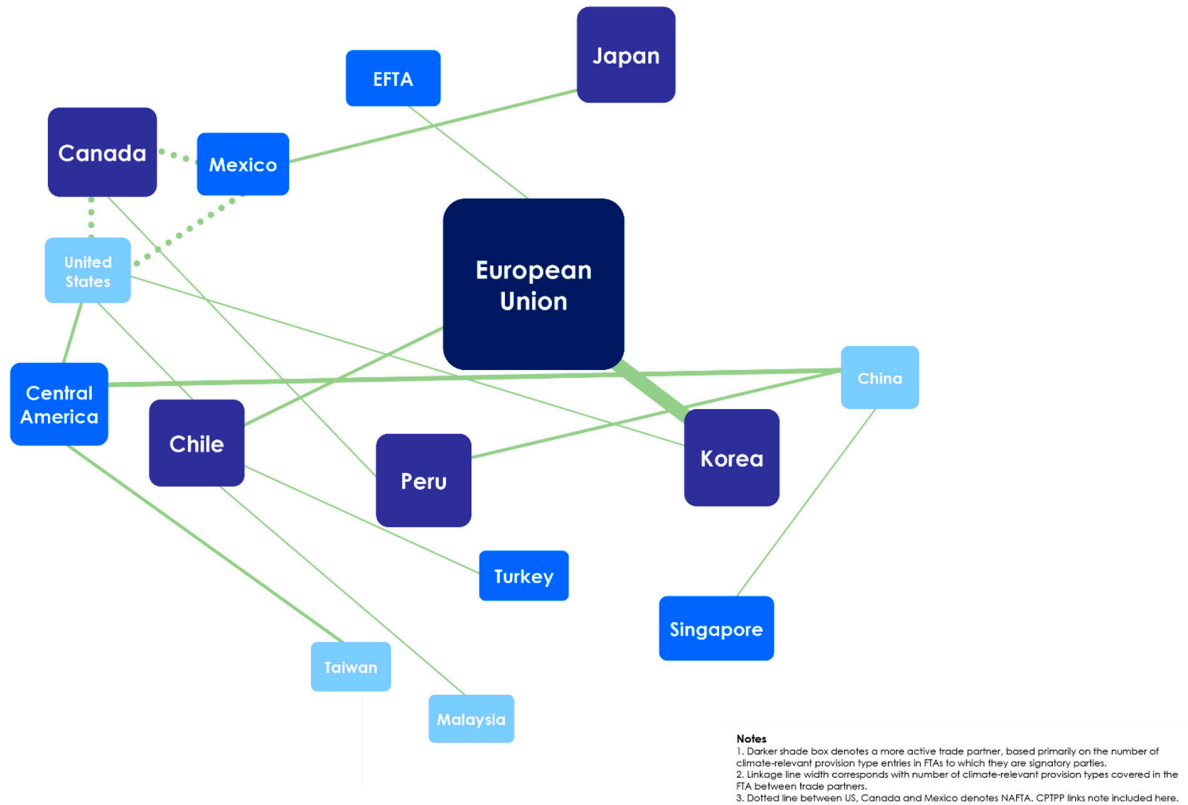 Japan
EFTA
Canada
Mexico
European
Union
United
States
China
Central
America
Chile
Korea
Peru
Turkey
Singapore
Taiwan
Malaysia
Notes
1. Darker shade box denotes a more active trade partner, based primarily on the number of
climate-relevant provision type entries in FTAs to which they are signatory parties.
2. Linkage line width corresponds with number of climate-relevant provision types covered in the
FTA between trade partners.
3. Dotted line between US, Canada and Mexico denotes NAFTA. CPTPP links note included here.